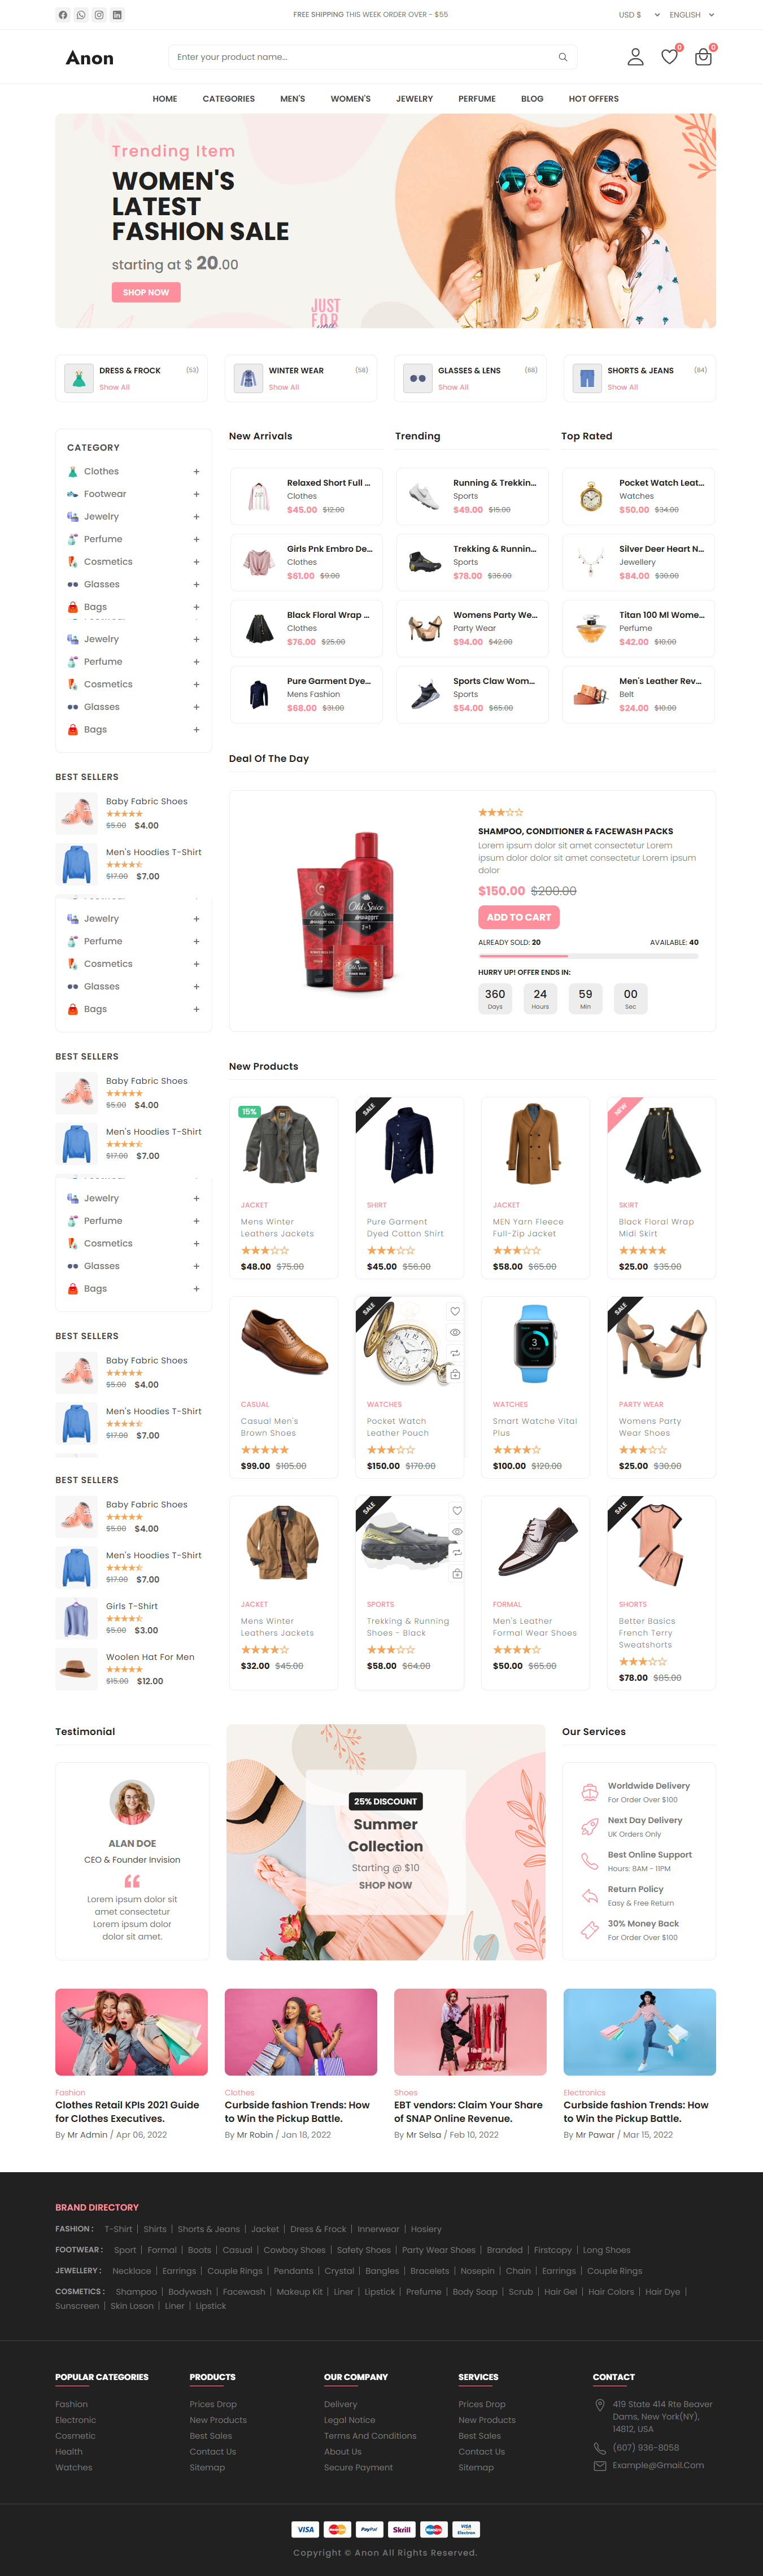 FREE SHIPPING THIS WEEK ORDER OVER - $55
USD $
ENGLISH
Anon
Enter your product name...
0
0
HOME
CATEGORIES
MEN'S
WOMEN'S
JEWELRY
PERFUME
BLOG
HOT OFFERS
Trending Item
WOMEN'S
LATEST
FASHION SALE
starting at $ 20.00
SHOP NOW
JUST
FOR
you
DRESS & FROCK
(53)
Show All
WINTER WEAR
(58)
Show All
GLASSES & LENS
(68)
Show All
SHORTS & JEANS
(84)
Show All
CATEGORY
Clothes
Footwear
Jewelry
Perfume
Cosmetics
Glasses
Bags
Jewelry
Perfume
Cosmetics
Glasses
Bags
BEST SELLERS
Baby Fabric Shoes
$5.00 $4.00
Men's Hoodies T-Shirt
$17.00 $7.00
Jewelry
Perfume
Cosmetics
Glasses
Bags
BEST SELLERS
Baby Fabric Shoes
$5.00 $4.00
Men's Hoodies T-Shirt
$17.00 $7.00
Jewelry
Perfume
Cosmetics
Glasses
Bags
BEST SELLERS
Baby Fabric Shoes
$5.00 $4.00
Men's Hoodies T-Shirt
$17.00 $7.00
BEST SELLERS
Baby Fabric Shoes
$5.00 $4.00
Men's Hoodies T-Shirt
$17.00 $7.00
Girls T-Shirt
$5.00 $3.00
Woolen Hat For Men
$15.00 $12.00
New Arrivals
Relaxed Short Full ...
Clothes
$45.00 $12.00
Girls Pnk Embro De...
Clothes
$61.00 $9.00
Black Floral Wrap ...
Clothes
$76.00 $25.00
Pure Garment Dye...
Mens Fashion
$68.00 $31.00
Trending
Running & Trekkin...
Sports
$49.00 $15.00
Trekking & Runnin...
Sports
$78.00 $36.00
Womens Party We...
Party Wear
$94.00 $42.00
Sports Claw Wom...
Sports
$54.00 $65.00
Top Rated
Pocket Watch Leat...
Watches
$50.00 $34.00
Silver Deer Heart N...
Jewellery
$84.00 $30.00
Titan 100 Ml Wome...
Perfume
$42.00 $10.00
Men's Leather Rev...
Belt
$24.00 $10.00
Deal Of The Day
Old Spice
Swagger
2-in-1
Old Spice
Old Spice
SHAMPOO, CONDITIONER & FACEWASH PACKS
Lorem ipsum dolor sit amet consectetur Lorem
ipsum dolor dolor sit amet consectetur Lorem ipsum
dolor
$150.00 $200.00
ADD TO CART
ALREADY SOLD: 20
AVAILABLE: 40
HURRY UP! OFFER ENDS IN:
360
Days
24
Hours
59
Min
00
Sec
New Products
15%
JACKET
Mens Winter
Leathers Jackets
$48.00 $75.00
SALE
SHIRT
Pure Garment
Dyed Cotton Shirt
$45.00 $56.00
JACKET
MEN Yarn Fleece
Full-Zip Jacket
$58.00 $65.00
NEW
SKIRT
Black Floral Wrap
Midi Skirt
$25.00 $35.00
CASUAL
Casual Men's
Brown Shoes
$99.00 $105.00
SALE
WATCHES
Pocket Watch
Leather Pouch
$150.00 $170.00
3
WATCHES
Smart Watche Vital
Plus
$100.00 $120.00
SALE
PARTY WEAR
Womens Party
Wear Shoes
$25.00 $30.00
JACKET
Mens Winter
Leathers Jackets
$32.00 $45.00
SALE
SPORTS
Trekking & Running
Shoes - Black
$58.00 $64.00
FORMAL
Men's Leather
Formal Wear Shoes
$50.00 $65.00
SALE
SHORTS
Better Basics
French Terry
Sweatshorts
$78.00 $85.00
Testimonial
ALAN DOE
CEO & Founder Invision
Lorem ipsum dolor sit
amet consectetur
Lorem ipsum dolor
dolor sit amet.
25% DISCOUNT
Summer
Collection
Starting @ $10
SHOP NOW
Our Services
Worldwide Delivery
For Order Over $100
Next Day Delivery
UK Orders Only
Best Online Support
Hours: 8AM - 11PM
Return Policy
Easy & Free Return
30% Money Back
For Order Over $100
Fashion
Clothes Retail KPIs 2021 Guide
for Clothes Executives.
By Mr Admin / Apr 06, 2022
Clothes
Curbside fashion Trends: How
to Win the Pickup Battle.
By Mr Robin / Jan 18, 2022
Shoes
EBT vendors: Claim Your Share
of SNAP Online Revenue.
By Mr Selsa / Feb 10, 2022
Electronics
Curbside fashion Trends: How
to Win the Pickup Battle.
By Mr Pawar / Mar 15, 2022
BRAND DIRECTORY
FASHION : T-Shirt | Shirts | Shorts & Jeans | Jacket | Dress & Frock | Innerwear | Hosiery
FOOTWEAR : Sport | Formal | Boots | Casual | Cowboy Shoes | Safety Shoes | Party Wear Shoes | Branded | Firstcopy | Long Shoes
JEWELLERY : Necklace | Earrings | Couple Rings | Pendants | Crystal | Bangles | Bracelets | Nosepin | Chain | Earrings | Couple Rings
COSMETICS : Shampoo | Bodywash | Facewash | Makeup Kit | Liner | Lipstick | Prefume | Body Soap | Scrub | Hair Gel | Hair Colors | Hair Dye |
Sunscreen | Skin Loson | Liner | Lipstick
POPULAR CATEGORIES
Fashion
Electronic
Cosmetic
Health
Watches
PRODUCTS
Prices Drop
New Products
Best Sales
Contact Us
Sitemap
OUR COMPANY
Delivery
Legal Notice
Terms And Conditions
About Us
Secure Payment
SERVICES
Prices Drop
New Products
Best Sales
Contact Us
Sitemap
CONTACT
419 State 414 Rte Beaver
Dams, New York(NY),
14812, USA
(607) 936-8058
Example@Gmail.Com
VISA
PayPal
Skrill
VISA
Electron
Copyright © Anon All Rights Reserved.